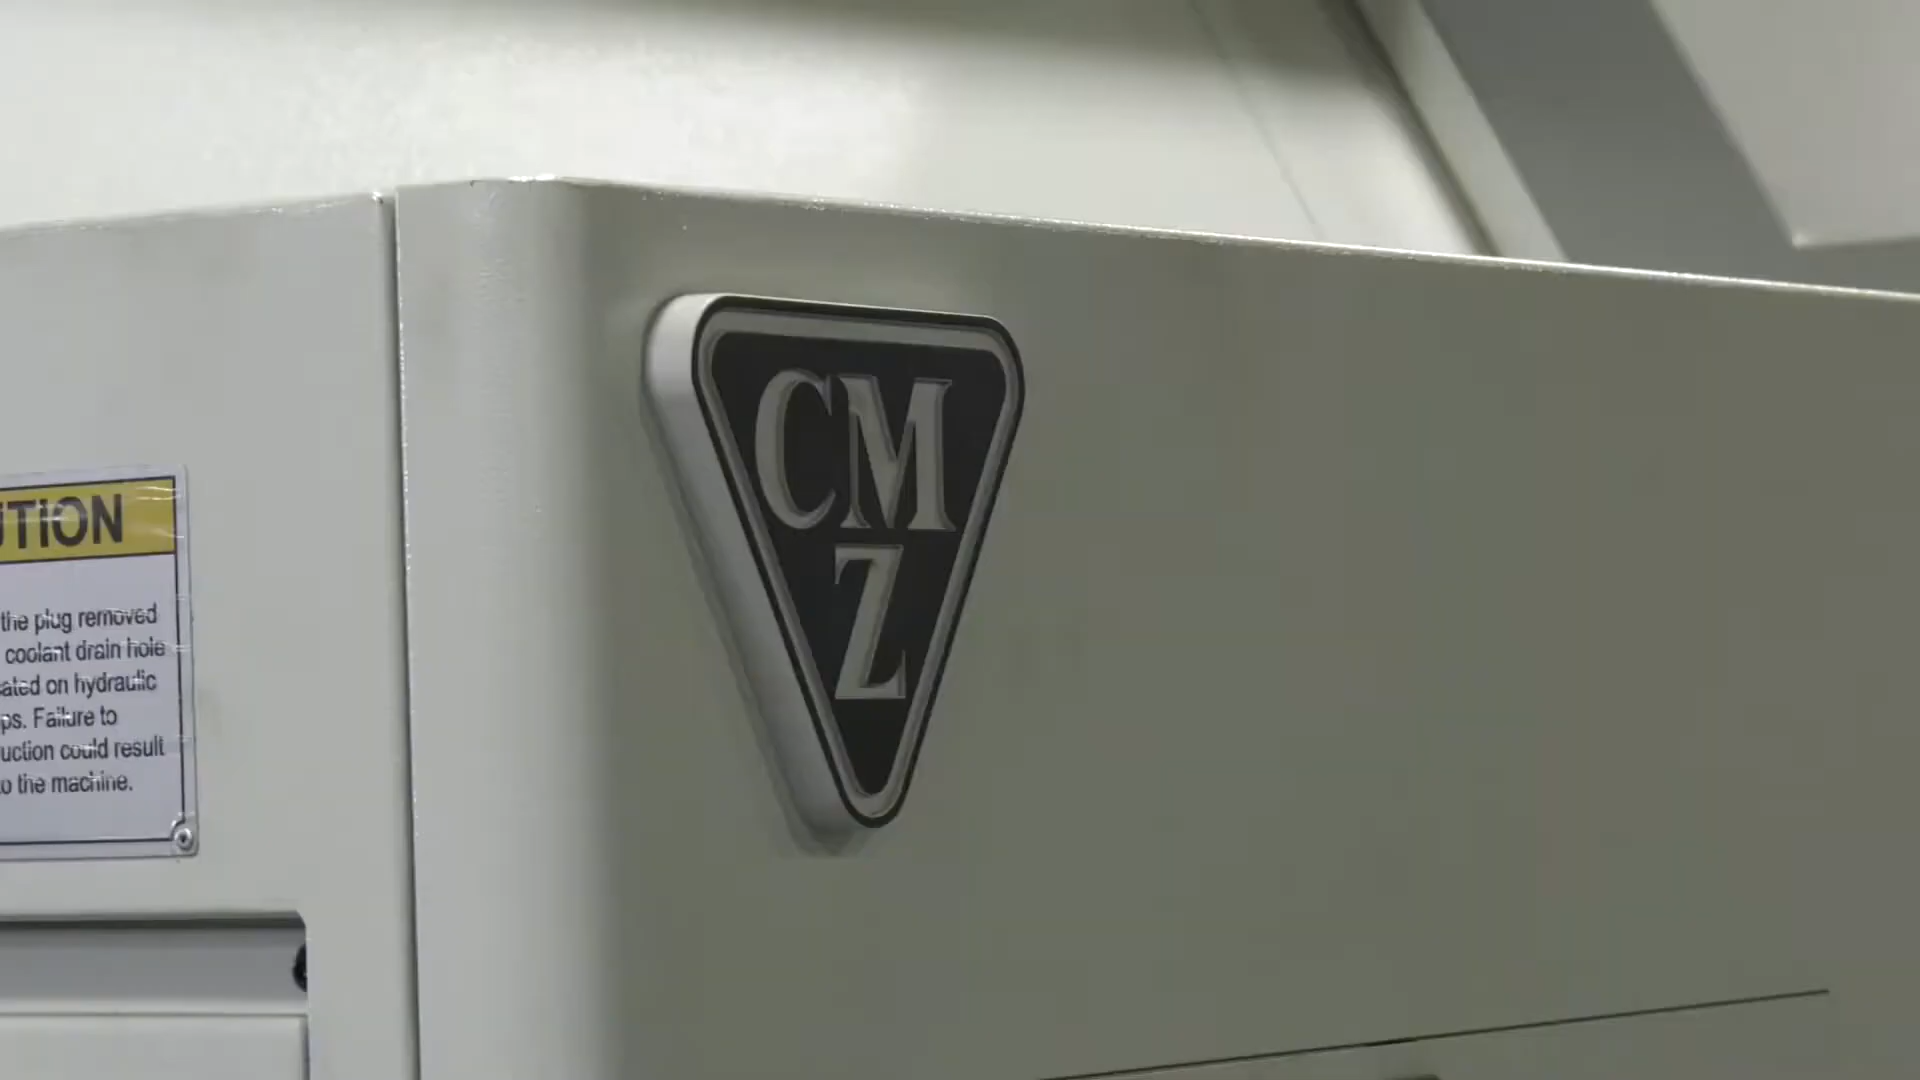 CM
Z
UTION
the plug removed
coolant drain hole
ated on hydraulic
ps. Failure to
uction could result
to the machine.